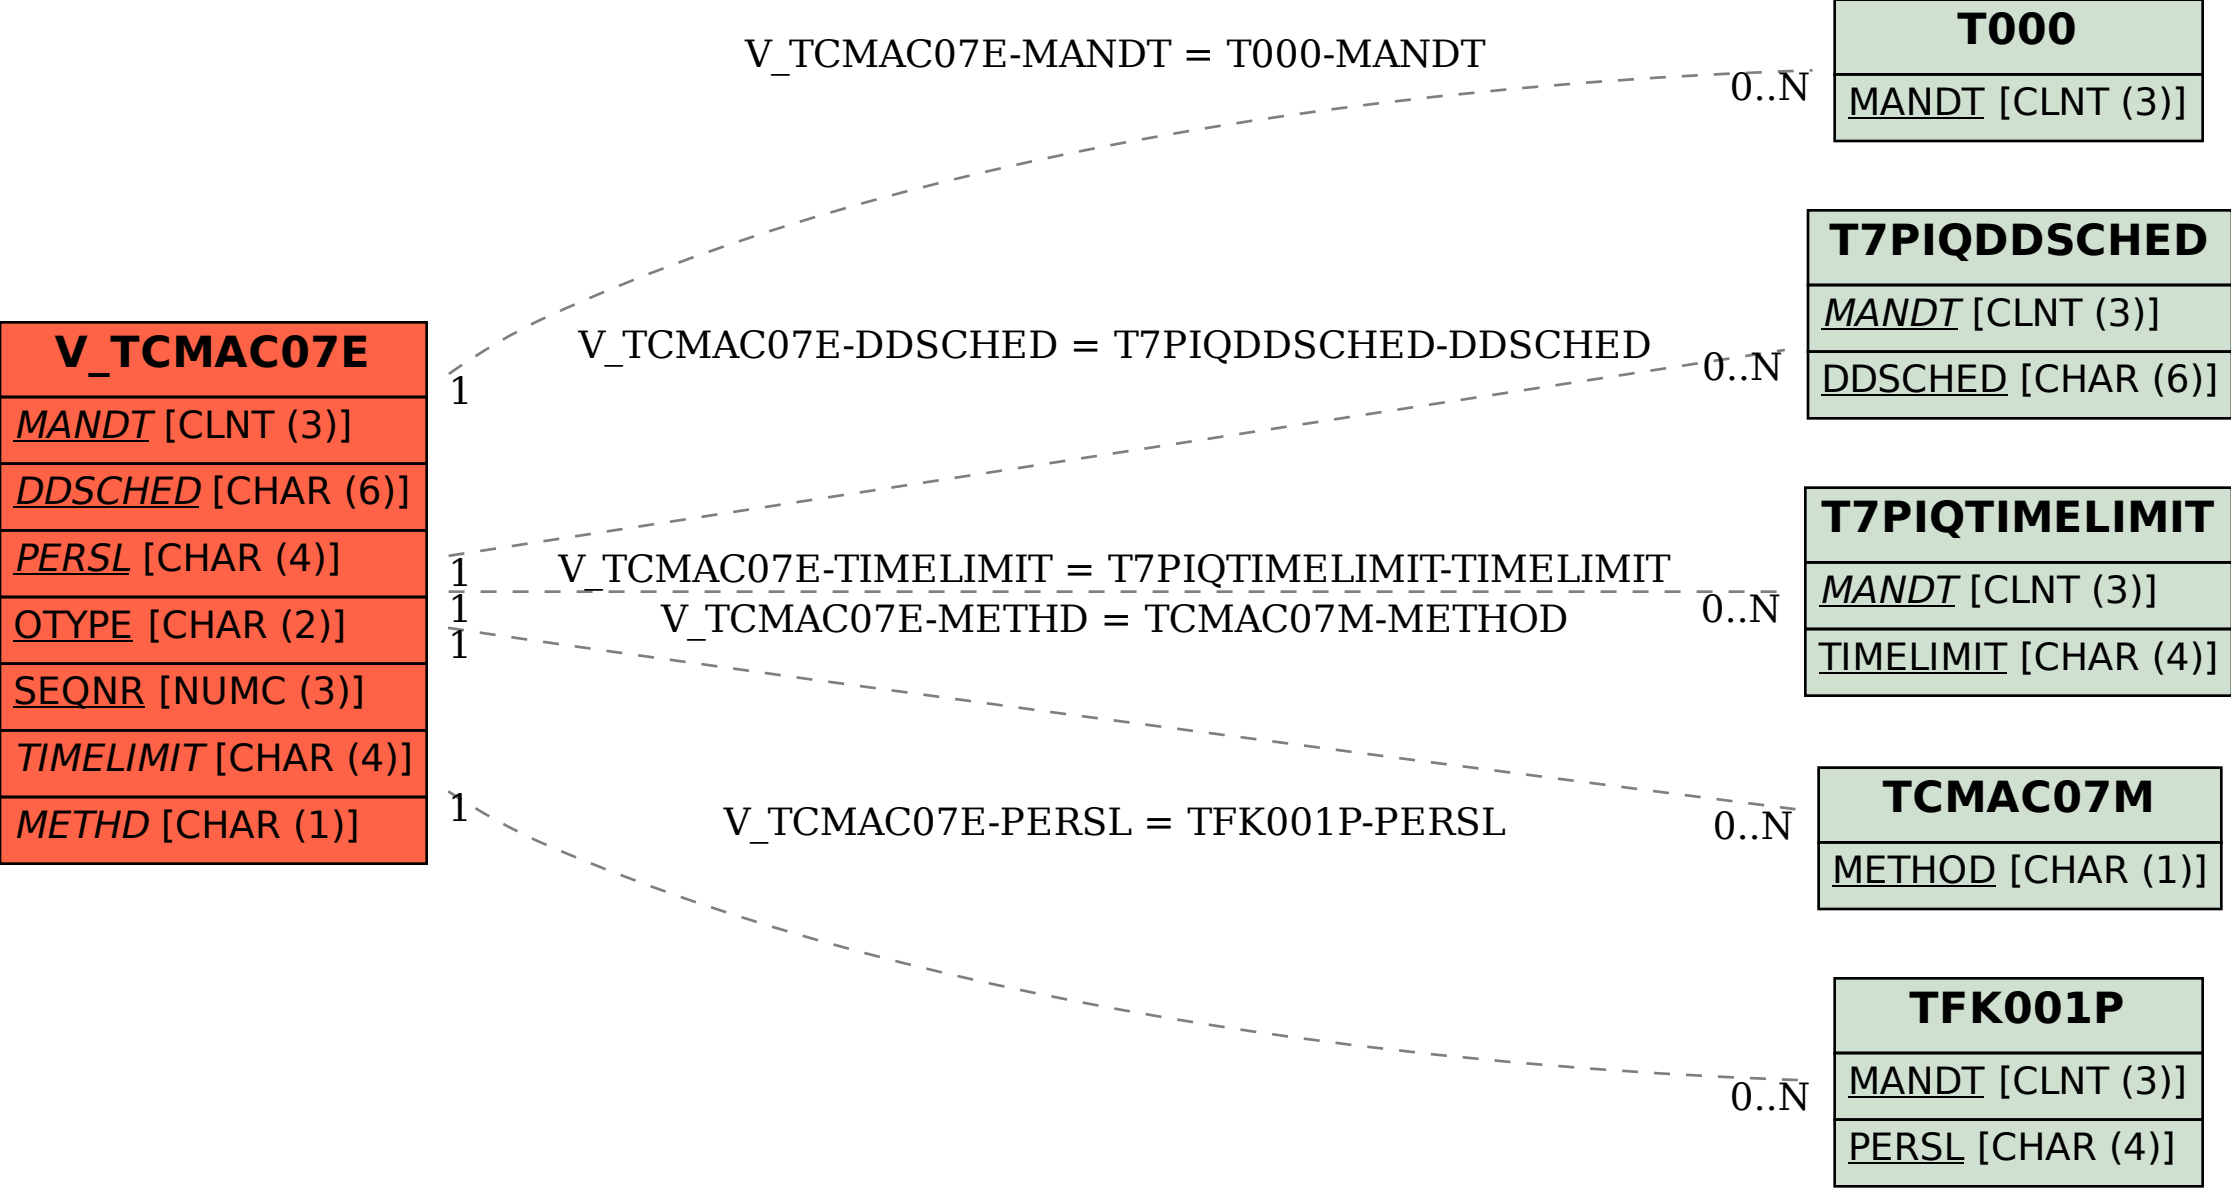 V_TCMAC07E
MANDT [CLNT (3)]
DDSCHED [CHAR (6)]
PERSL [CHAR (4)]
OTYPE [CHAR (2)]
SEQNR [NUMC (3)]
TIMELIMIT [CHAR (4)]
METHD [CHAR (1)]
V_TCMAC07E-MANDT = T000-MANDT
0..N
1
V_TCMAC07E-DDSCHED = T7PIQDDSCHED-DDSCHED
0..N
1
V_TCMAC07E-TIMELIMIT = T7PIQTIMELIMIT-TIMELIMIT
0..N
1
V_TCMAC07E-METHD = TCMAC07M-METHOD
0..N
1
V_TCMAC07E-PERSL = TFK001P-PERSL
0..N
1
T000
MANDT [CLNT (3)]
T7PIQDDSCHED
MANDT [CLNT (3)]
DDSCHED [CHAR (6)]
T7PIQTIMELIMIT
MANDT [CLNT (3)]
TIMELIMIT [CHAR (4)]
TCMAC07M
METHOD [CHAR (1)]
TFK001P
MANDT [CLNT (3)]
PERSL [CHAR (4)]